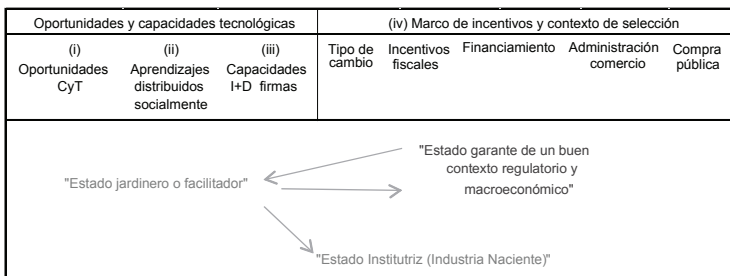 Oportunidades y capacidades tecnológicas
(iv) Marco de incentivos y contexto de selección
(i)
Oportunidades
CyT
(ii)
Aprendizajes
distribuidos
socialmente
(iii)
Capacidades
I+D firmas
Tipo de
cambio
Incentivos
fiscales
Financiamiento
Administración
comercio
Compra
pública
"Estado garante de un buen
contexto regulatorio y
macroeconómico"
"Estado jardinero o facilitador"
"Estado Institutriz (Industria Naciente)"